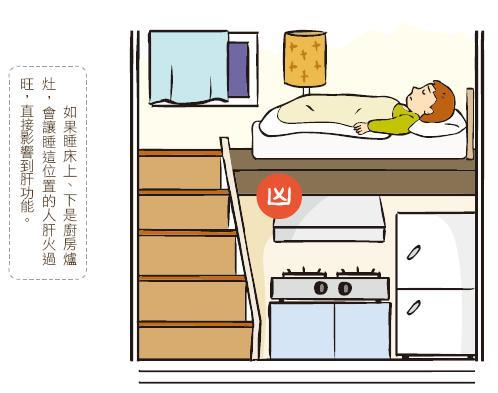 如果睡床上、下是廚房爐
灶，會讓睡這位置的人肝火過
旺，直接影響到肝功能。
凶